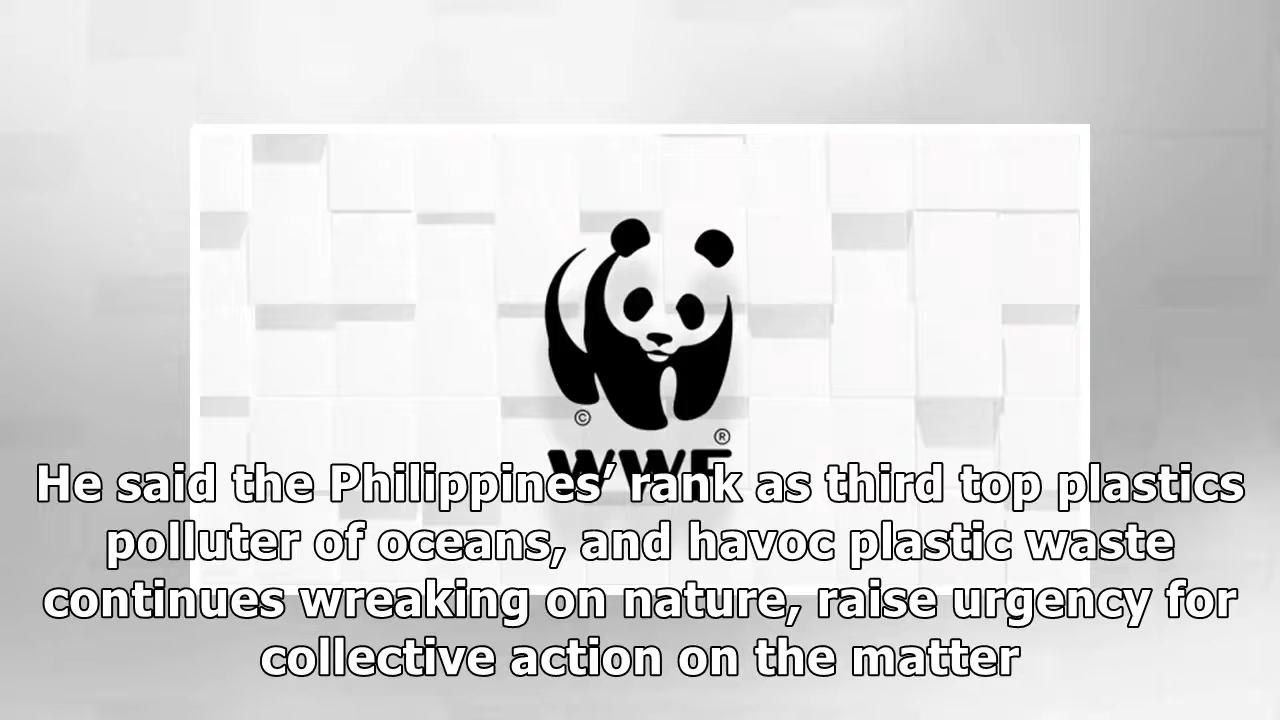 ©
®
WWF
He said the Philippines’ rank as third top plastics
polluter of oceans, and havoc plastic waste
continues wreaking on nature, raise urgency for
collective action on the matter